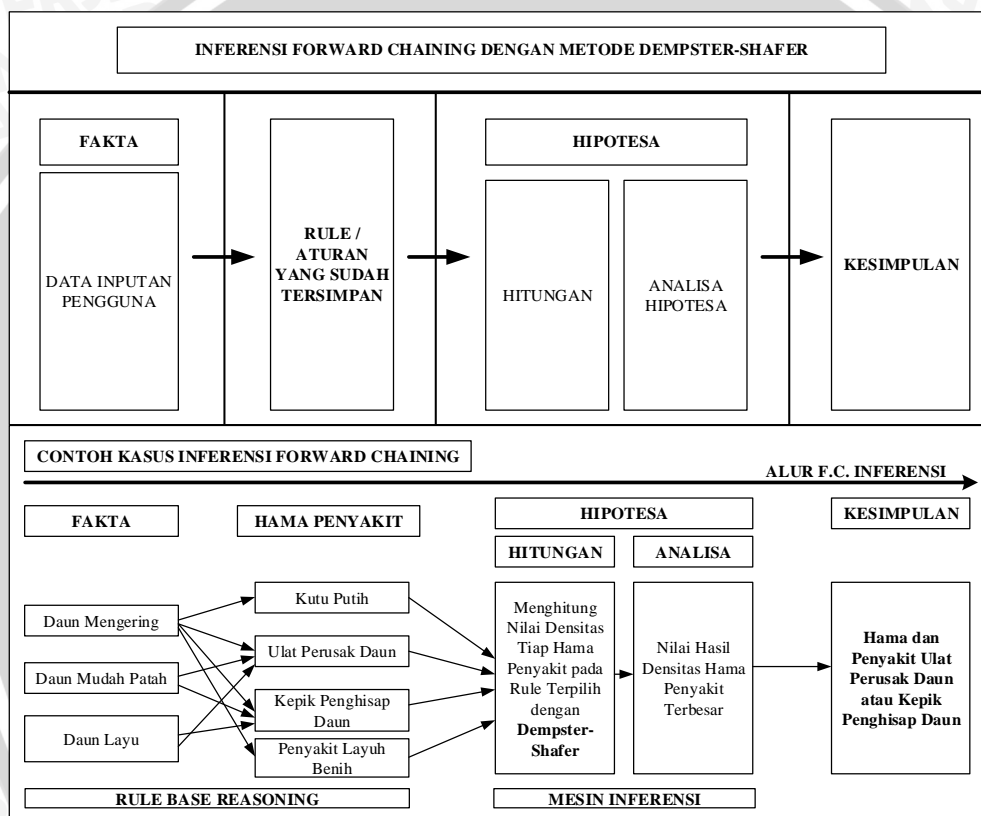 INFERENSI FORWARD CHAINING DENGAN METODE DEMPSTER-SHAFER
FAKTA
DATA INPUTAN
PENGGUNA
RULE /
ATURAN
YANG SUDAH
TERSIMPAN
HIPOTESA
HITUNGAN
ANALISA
HIPOTESA
KESIMPULAN
CONTOH KASUS INFERENSI FORWARD CHAINING
ALUR F.C. INFERENSI
FAKTA
HAMA PENYAKIT
HIPOTESA
KESIMPULAN
HITUNGAN
ANALISA
Daun Mengering
Daun Mudah Patah
Daun Layu
Kutu Putih
Ulat Perusak Daun
Kepik Penghisap
Daun
Penyakit Layuh
Benih
Menghitung
Nilai Densitas
Tiap Hama
Penyakit pada
Rule Terpilih
dengan
Dempster-
Shafer
Nilai Hasil
Densitas Hama
Penyakit
Terbesar
Hama dan
Penyakit Ulat
Perusak Daun
atau Kepik
Penghisap Daun
RULE BASE REASONING
MESIN INFERENSI